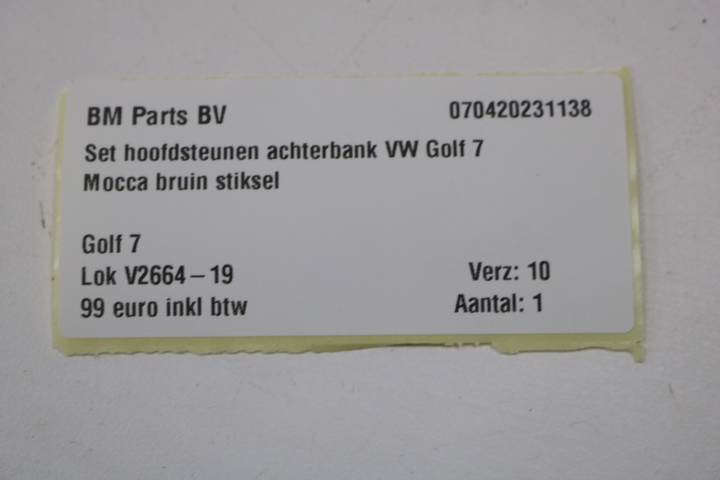 BM Parts BV 070420231138
Set hoofdsteunen achterbank VW Golf 7
Mocca bruin stiksel
Golf 7
Lok V2664-19 Verz: 10
99 euro inkl btw Aantal: 1